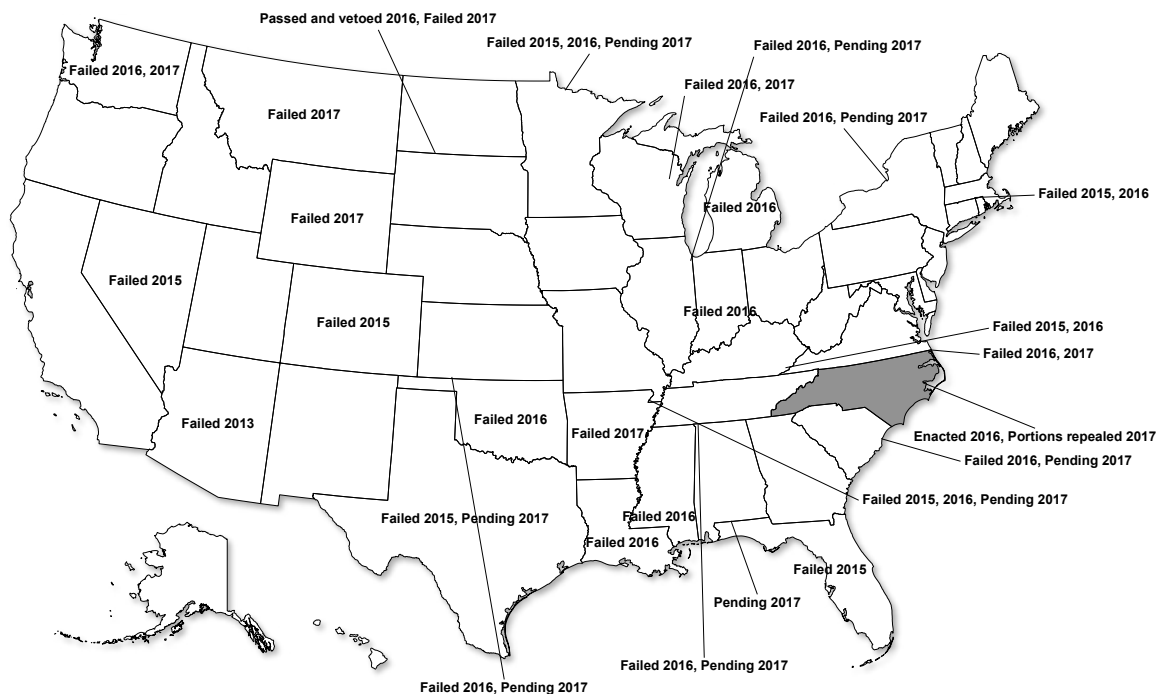 Passed and vetoed 2016, Failed 2017
Failed 2015, 2016, Pending 2017
Failed 2016, Pending 2017
Failed 2016, 2017
Failed 2016, 2017
Failed 2017
Failed 2016, Pending 2017
Failed 2015, 2016
Failed 2016
Failed 2017
Failed 2015
Failed 2015
Failed 2016
Failed 2015, 2016
Failed 2016, 2017
Failed 2013
Failed 2016
Failed 2017
Enacted 2016, Portions repealed 2017
Failed 2016, Pending 2017
Failed 2015, 2016, Pending 2017
Failed 2015, Pending 2017
Failed 2016
Failed 2016
Failed 2015
Pending 2017
Failed 2016, Pending 2017
Failed 2016, Pending 2017